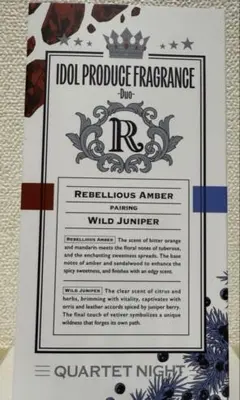 IDOL PRODUCE FRAGRANCE
-Duo-
R
REBELLIOUS AMBER
PAIRING
WILD JUNIPER
REBELLIOUS AMBER The scent of bitter orange
and mandarin meets the floral notes of tuberose,
and the enchanting sweetness spreads. The base
notes of amber and sandalwood to enhance the
spicy sweetness, and finishes with an edgy scent.
WILD JUNIPER The clear scent of citrus and
herbs, brimming with vitality, captivates with
orris and leather accords spiced by juniper berry.
The final touch of vetiver symbolizes a unique
wildness that forges its own path.
QUARTET NIGHT